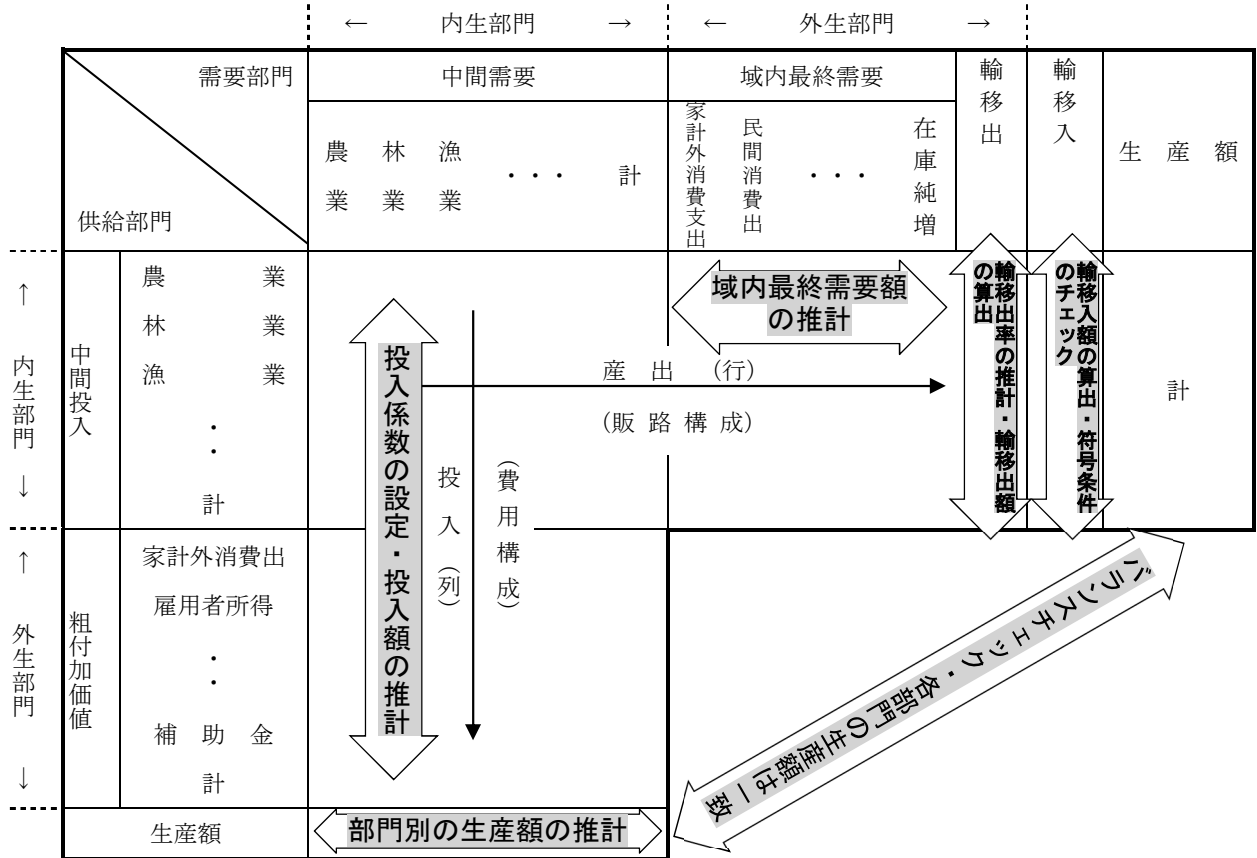 ← 内生部門 →
← 外生部門 →
需要部門
供給部門
中間需要
域内最終需要
輸移出
輸移入
生産額
農業
林業
漁業
・・・
計
家計外消費支出
民間消費出
・・・
在庫純増
↑
内生部門
↓
中間投入
農業
林業
漁業
・
・
計
投入係数の設定・投入額の推計
投入(列)
(費用構成)
産出 (行)
(販路構成)
域内最終需要額
の推計
輸移出率の推計・輸移出額
の算出
輸移入額の算出・符号条件
のチェック
計
↑
外生部門
↓
粗付加価値
家計外消費出
雇用者所得
・
・
補助金
計
バランスチェック・各部門の生産額は一致
生産額
部門別の生産額の推計